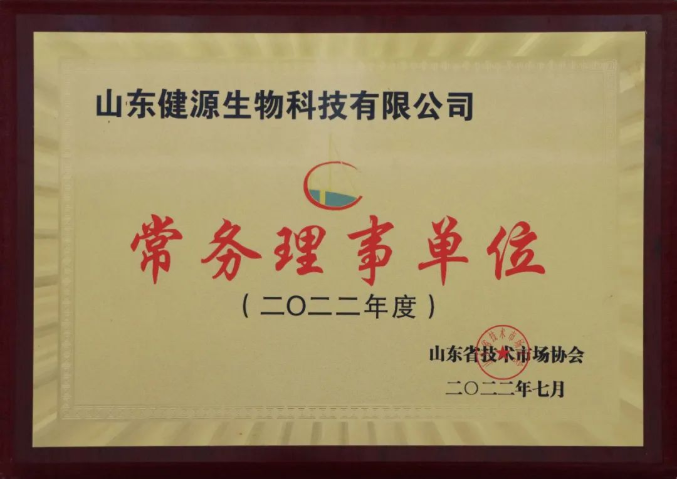 山东健源生物科技有限公司
常务理事单位
（二〇二二年度）
山东省技术市场协会
二〇二二年七月